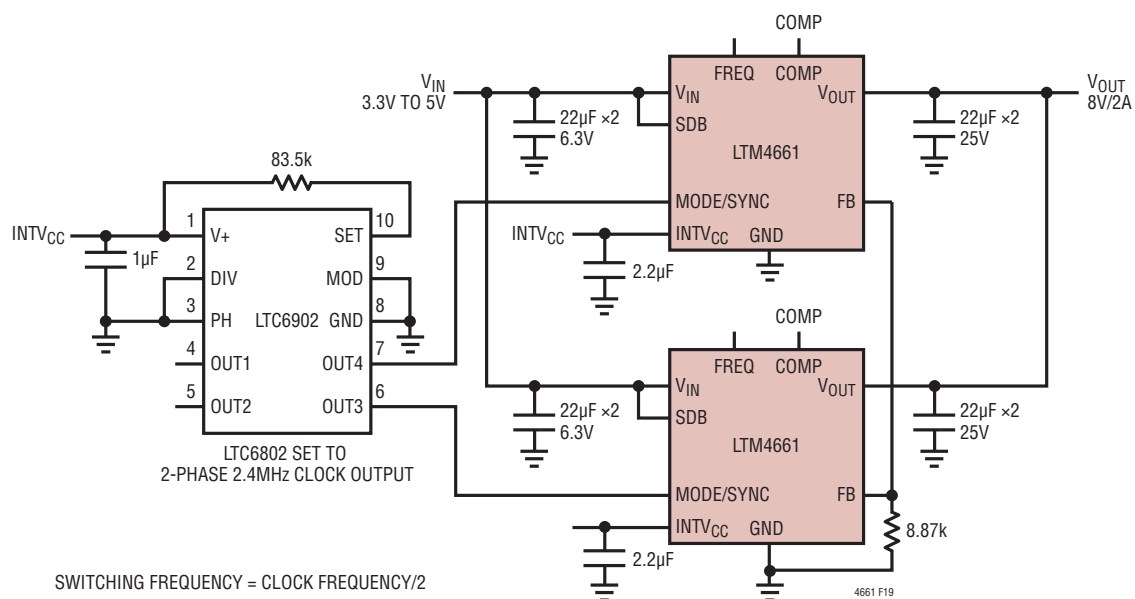 COMP
FREQ COMP
V_IN
3.3V TO 5V
V_IN
V_OUT
V_OUT
8V/2A
22µF ×2
6.3V
SDB
22µF ×2
25V
LTM4661
83.5k
MODE/SYNC
FB
INTV_CC
INTV_CC
GND
2.2µF
INTV_CC
1µF
1
V+
10
SET
2
DIV
9
MOD
3
PH
LTC6902
GND
8
4
OUT1
OUT4
7
5
OUT2
OUT3
6
LTC6802 SET TO
2-PHASE 2.4MHz CLOCK OUTPUT
COMP
FREQ COMP
V_IN
V_OUT
22µF ×2
6.3V
SDB
22µF ×2
25V
LTM4661
MODE/SYNC
FB
INTV_CC
GND
8.87k
2.2µF
SWITCHING FREQUENCY = CLOCK FREQUENCY/2
4661 F19